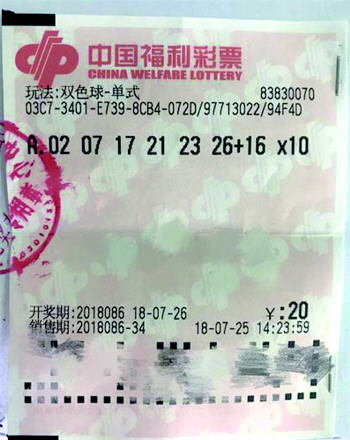 中国福利彩票
CHINA WELFARE LOTTERY
玩法:双色球-单式 83830070
03C7-3401-E739-8CB4-072D/97713022/94F4D
A.02 07 17 21 23 26+16 x10
开奖期:2018086 18-07-26 ¥:20
销售期:2018086-34 18-07-25 14:23:59